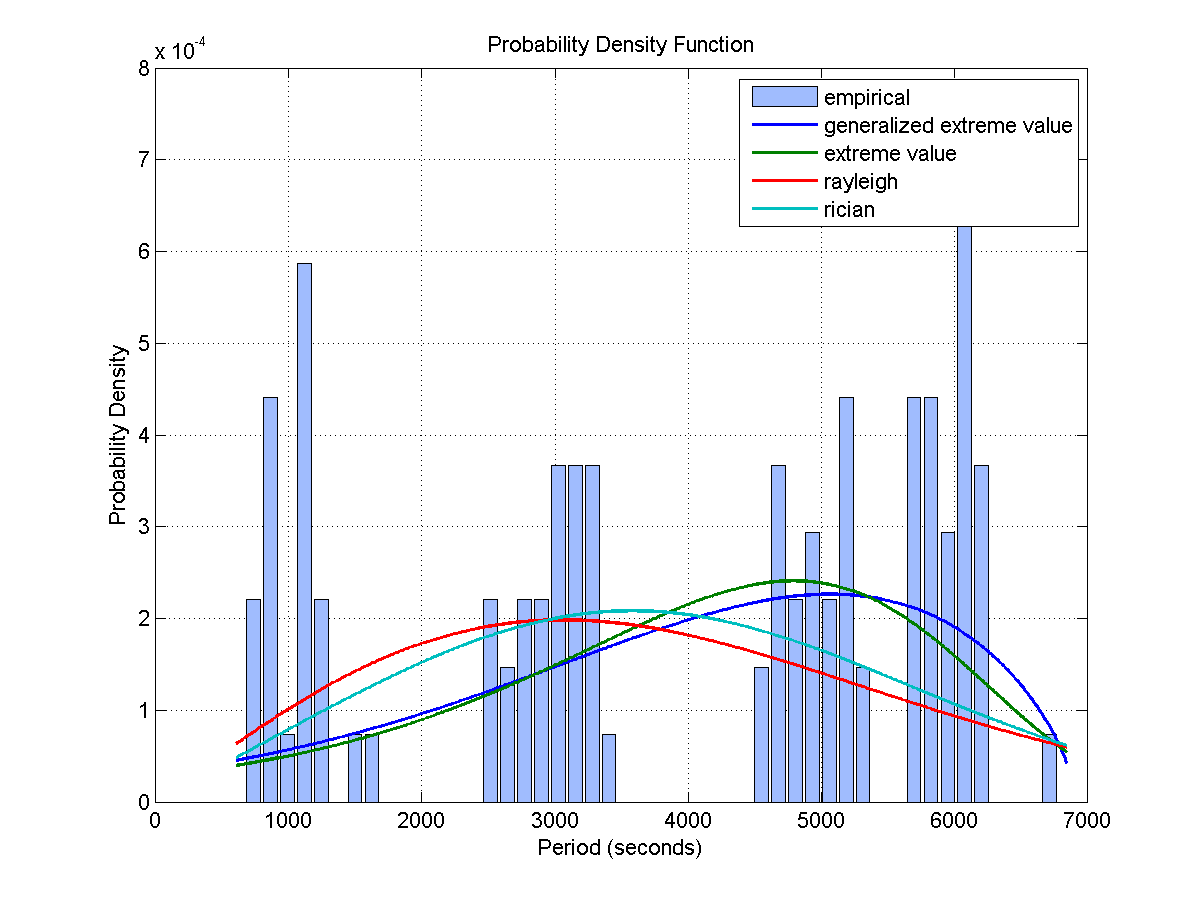 Probability Density Function
x 10-4
8
7
6
5
4
3
2
1
0
Probability Density
empirical
generalized extreme value
extreme value
rayleigh
rician
0 1000 2000 3000 4000 5000 6000 7000
Period (seconds)